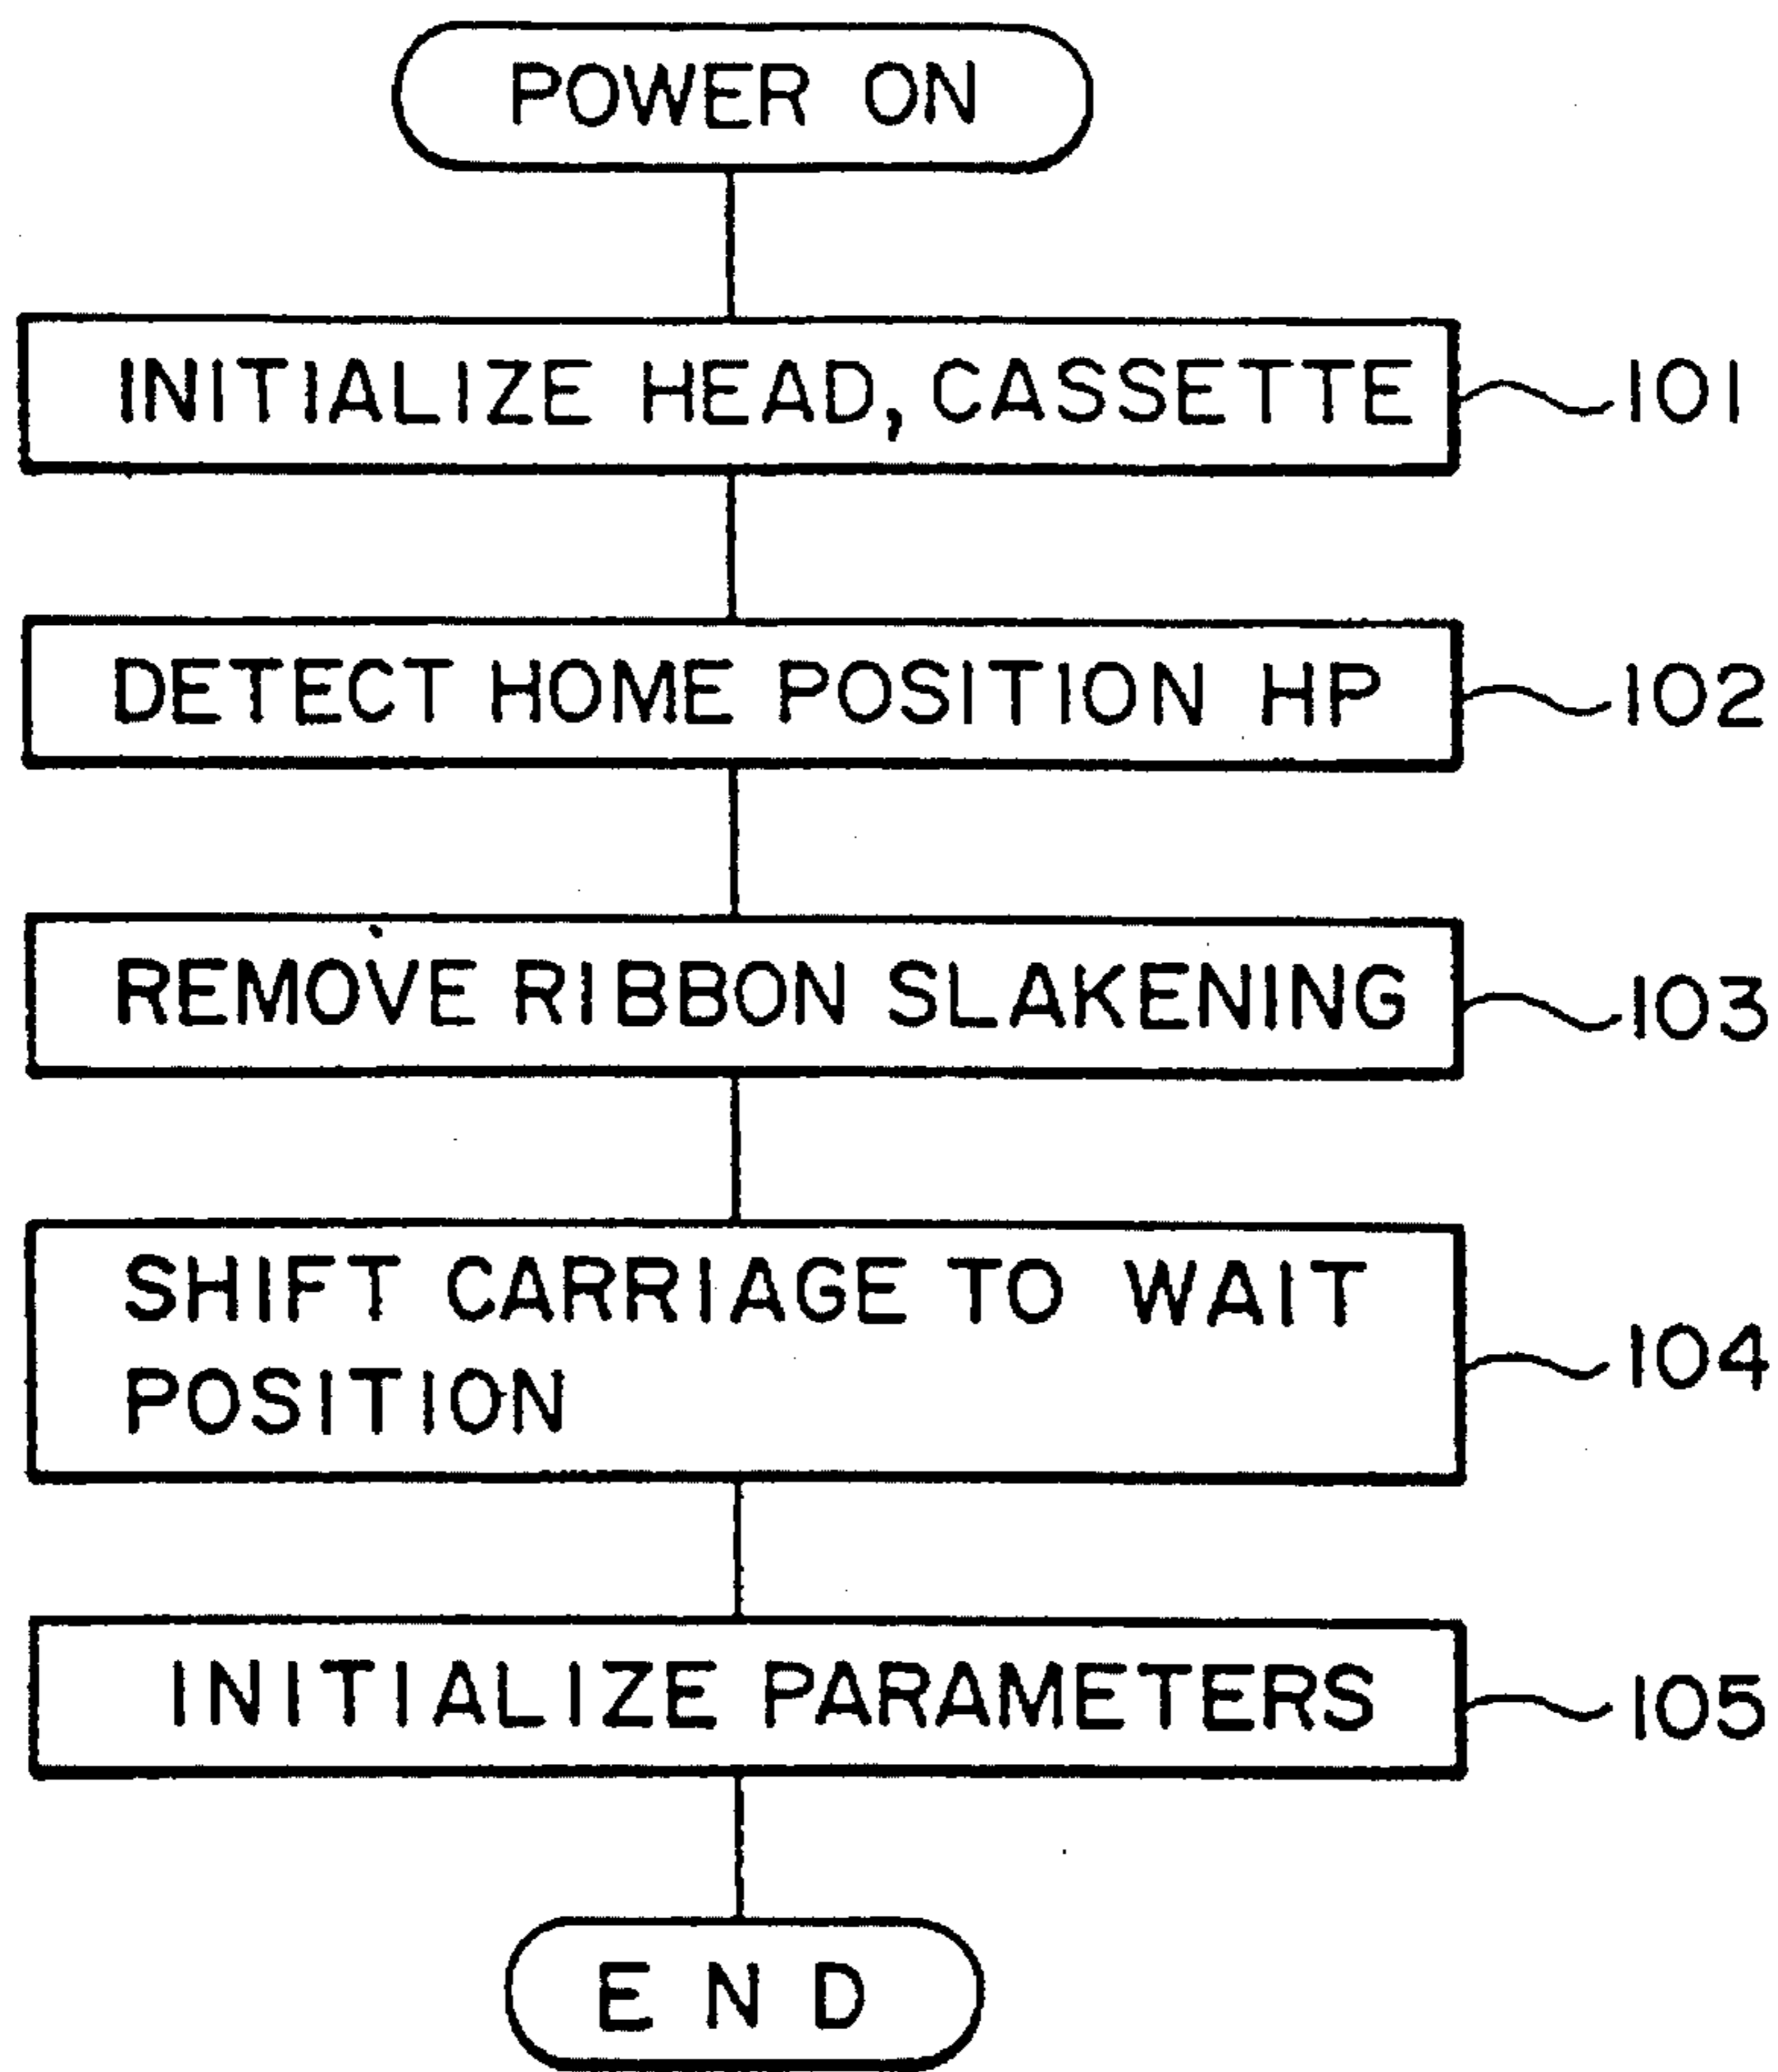 POWER ON
INITIALIZE HEAD, CASSETTE
101
DETECT HOME POSITION HP
102
REMOVE RIBBON SLAKENING
103
SHIFT CARRIAGE TO WAIT
POSITION
104
INITIALIZE PARAMETERS
105
END